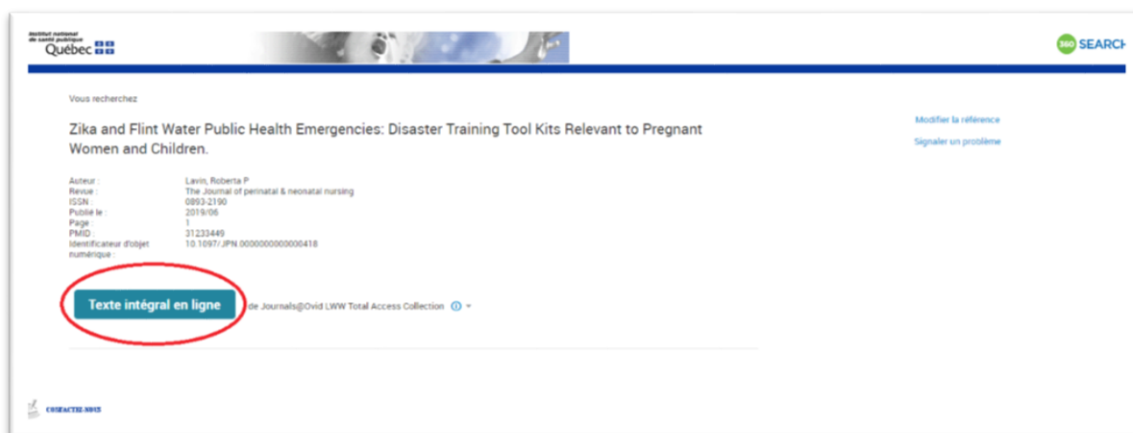 Institut national
de santé publique
Québec
360 SEARCH
Vous recherchez
Zika and Flint Water Public Health Emergencies: Disaster Training Tool Kits Relevant to Pregnant
Women and Children.
Modifier la référence
Signaler un problème
Auteur : Lavin, Roberta P
Revue : The Journal of perinatal & neonatal nursing
ISSN : 0893-2190
Publié le : 2019/06
Page : 1
PMID : 31233449
Identificateur d'objet 10.1097/JPN.0000000000000418
numérique :
Texte intégral en ligne de Journals@Ovid LWW Total Access Collection
CONTACTEZ-NOUS